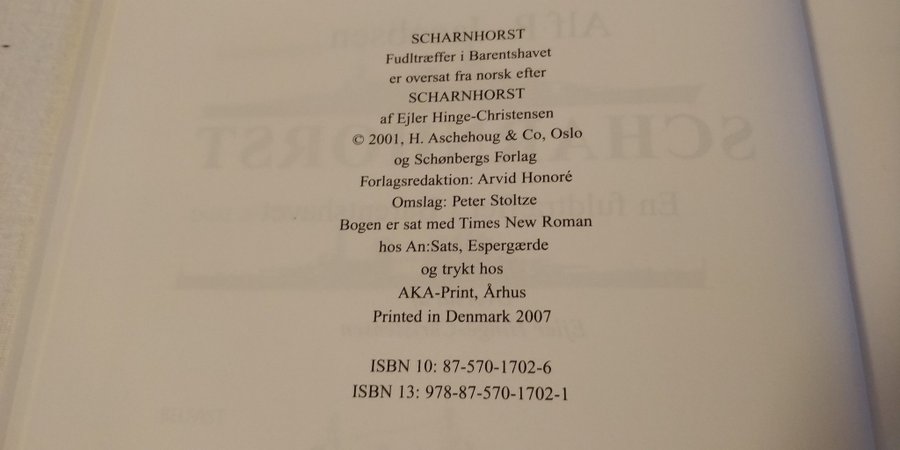 SCHARNHORST
Fudltræffer i Barentshavet
er oversat fra norsk efter
SCHARNHORST
af Ejler Hinge-Christensen
© 2001, H. Aschehoug & Co, Oslo
og Schønbergs Forlag
Forlagsredaktion: Arvid Honoré
Omslag: Peter Stoltze
Bogen er sat med Times New Roman
hos An:Sats, Espergærde
og trykt hos
AKA-Print, Århus
Printed in Denmark 2007
ISBN 10: 87-570-1702-6
ISBN 13: 978-87-570-1702-1